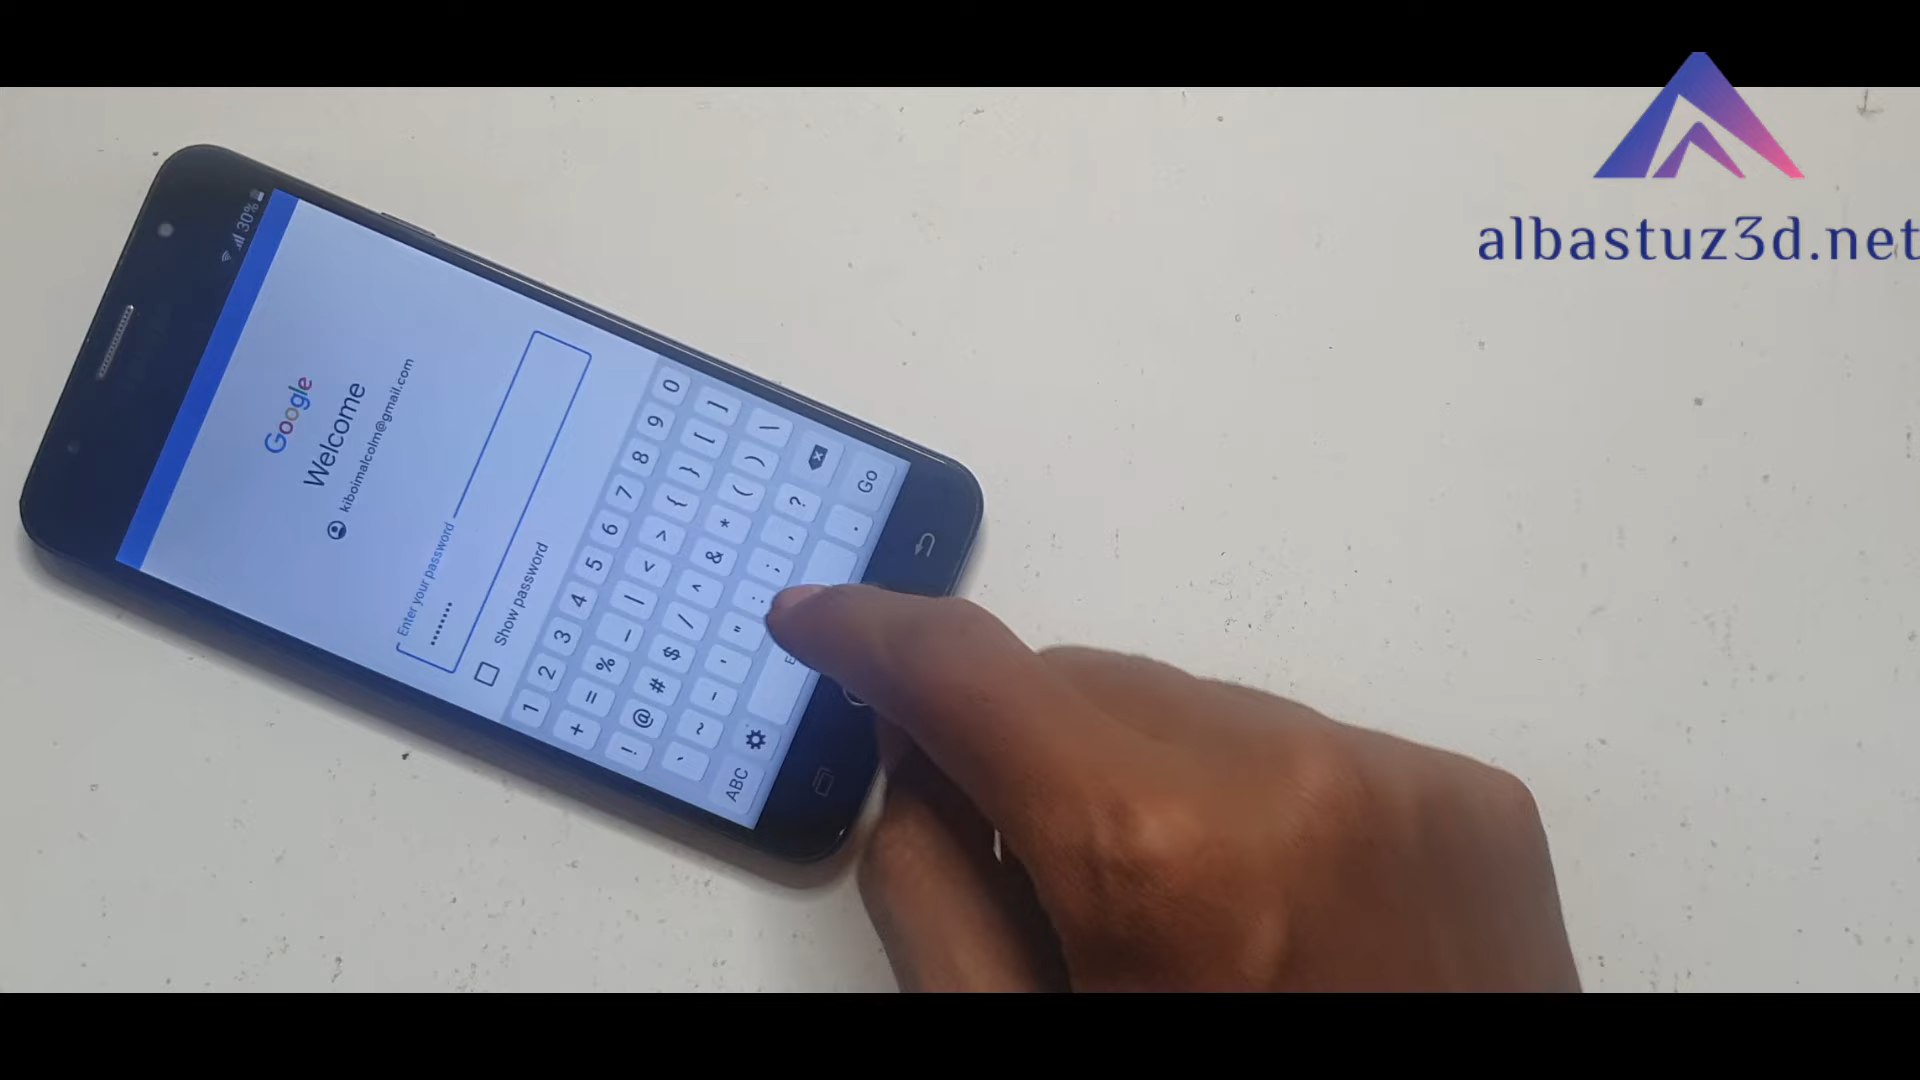 albastuz3d.net
30%
Google
Welcome
kiboimalcolm@gmail.com
Enter your password
••••••••
Show password
1 2 3 4 5 6 7 8 9 0
+ = % _ | < > { } [ ]
! @ # $ / ^ & * ( ) \
` ~ - ' " : ; , ?
ABC . Go